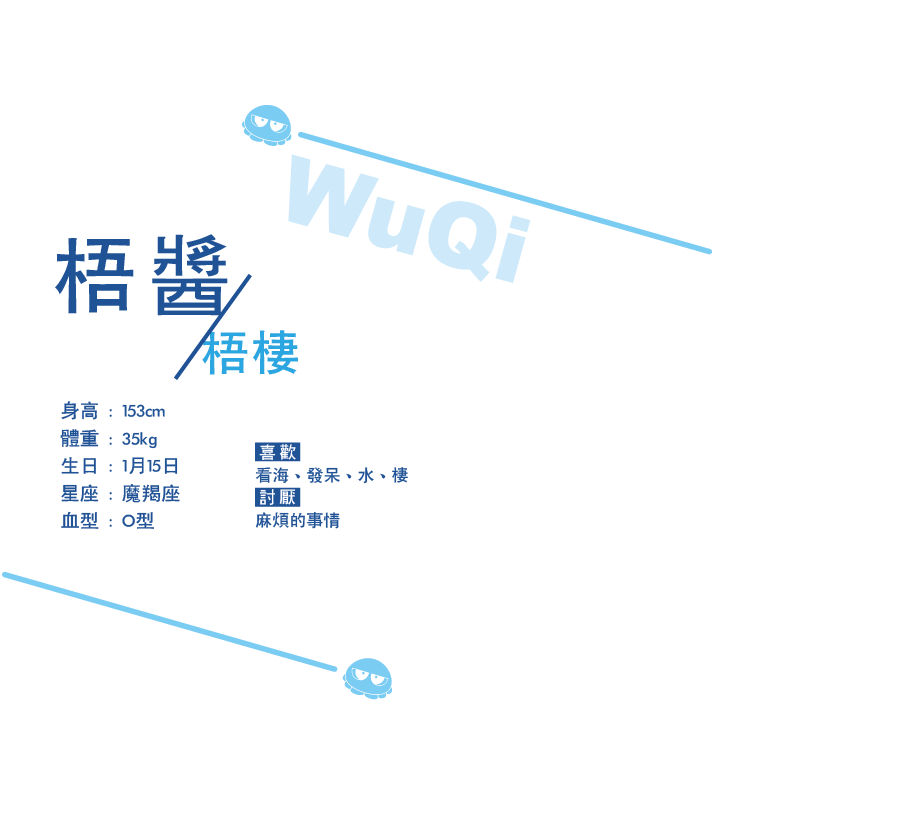 WuQi
梧醬
梧棲
身高：153cm
體重：35kg
生日：1月15日
星座：魔羯座
血型：O型
喜歡
看海、發呆、水、棲
討厭
麻煩的事情